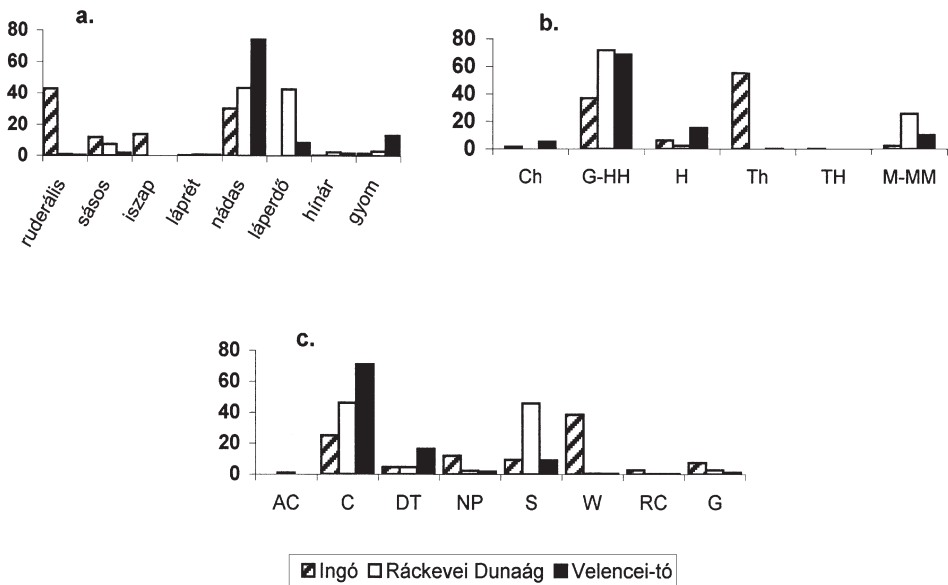 a.
80
60
40
20
0
ruderális
sásos
iszap
láprét
nádas
láperdő
hínár
gyom
b.
80
60
40
20
0
Ch G-HH H Th TH M-MM
c.
80
60
40
20
0
AC C DT NP S W RC G
Ingó Ráckevei Dunaág Velencei-tó